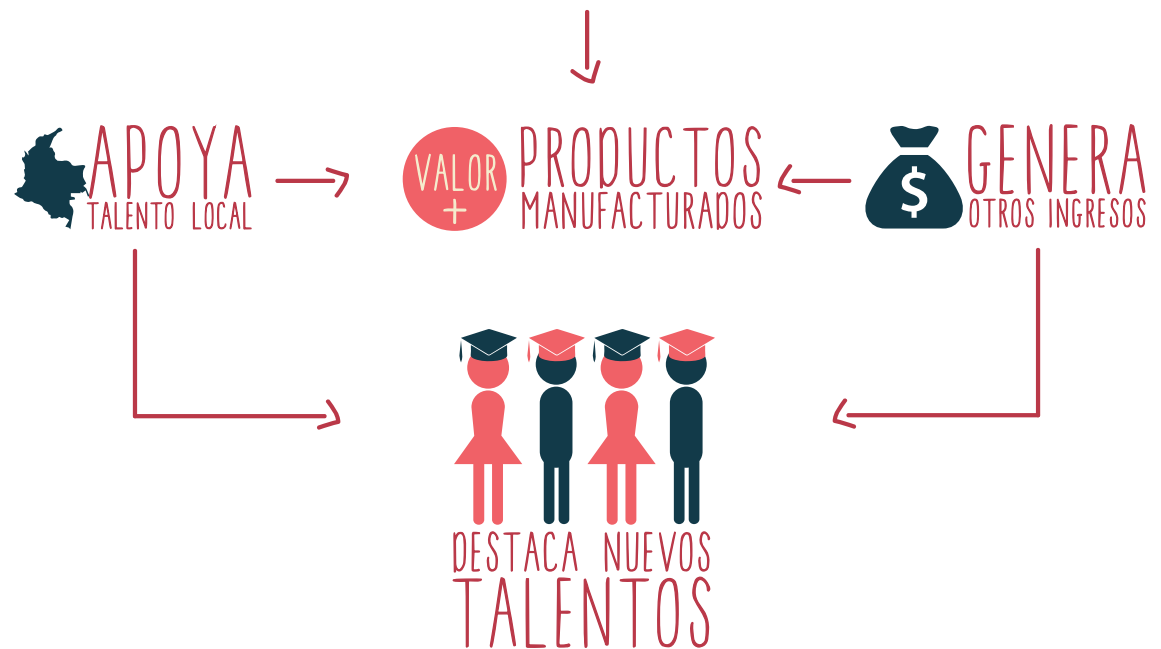 APOYA
TALENTO LOCAL
VALOR
+
PRODUCTOS
MANUFACTURADOS
$
GENERA
OTROS INGRESOS
DESTACA NUEVOS
TALENTOS